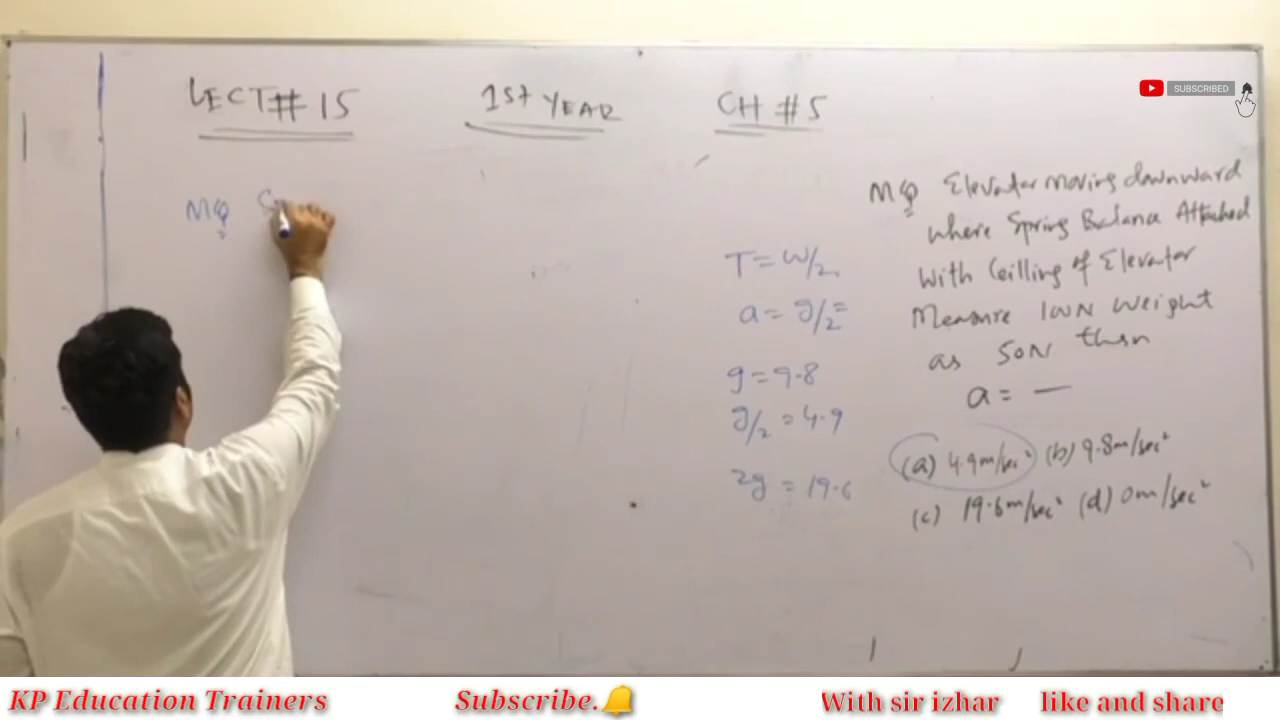 LECT# 15
1st YEAR
CH # 5
SUBSCRIBED
MQ
T = W/2
a = g/2 =
g = 9.8
g/2 = 4.9
2g = 19.6
MQ Elevator moving downward
where Spring Balance Attached
With Ceilling of Elevator
Measure 100N Weight
as 50N then
a = —
(a) 4.9m/sec² (b) 9.8m/sec²
(c) 19.6m/sec² (d) 0m/sec²
KP Education Trainers
Subscribe.
With sir izhar
like and share